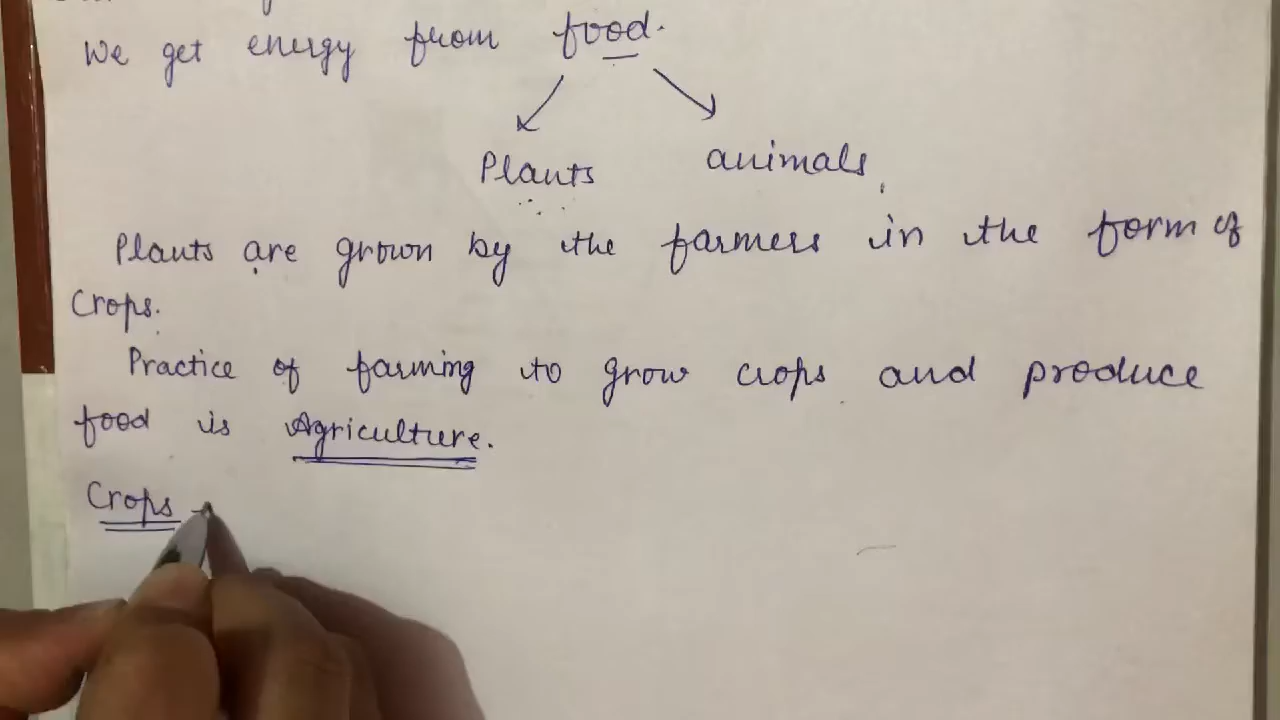 We get energy from food.
Plants animals
Plants are grown by the farmers in the form of
Crops.
Practice of farming to grow crops and produce
food is Agriculture.
Crops